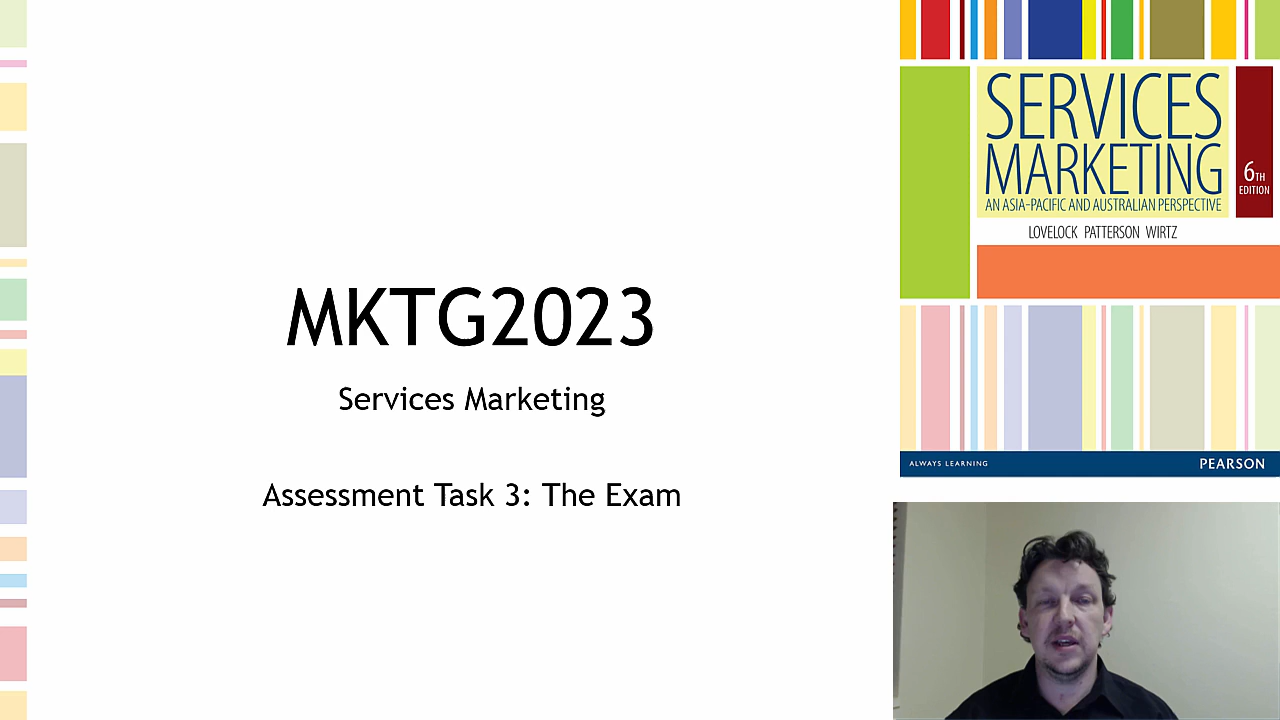 MKTG2023
Services Marketing
Assessment Task 3: The Exam
SERVICES
MARKETING
AN ASIA-PACIFIC AND AUSTRALIAN PERSPECTIVE
6TH
EDITION
LOVELOCK PATTERSON WIRTZ
ALWAYS LEARNING
PEARSON